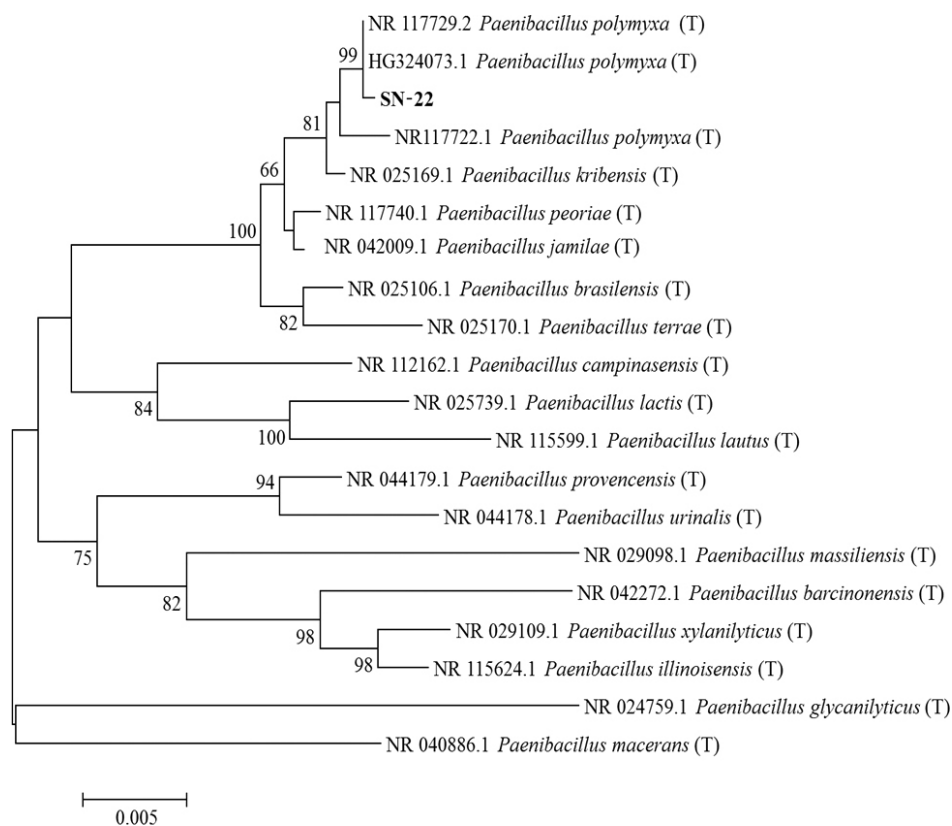 NR 117729.2 Paenibacillus polymyxa (T)
99
HG324073.1 Paenibacillus polymyxa (T)
SN-22
81
NR117722.1 Paenibacillus polymyxa (T)
66
NR 025169.1 Paenibacillus kribensis (T)
NR 117740.1 Paenibacillus peoriae (T)
100
NR 042009.1 Paenibacillus jamilae (T)
NR 025106.1 Paenibacillus brasilensis (T)
82
NR 025170.1 Paenibacillus terrae (T)
NR 112162.1 Paenibacillus campinasensis (T)
84
NR 025739.1 Paenibacillus lactis (T)
100
NR 115599.1 Paenibacillus lautus (T)
94
NR 044179.1 Paenibacillus provencensis (T)
NR 044178.1 Paenibacillus urinalis (T)
75
NR 029098.1 Paenibacillus massiliensis (T)
82
NR 042272.1 Paenibacillus barcinonensis (T)
98
NR 029109.1 Paenibacillus xylanilyticus (T)
98
NR 115624.1 Paenibacillus illinoisensis (T)
NR 024759.1 Paenibacillus glycanilyticus (T)
NR 040886.1 Paenibacillus macerans (T)
0.005